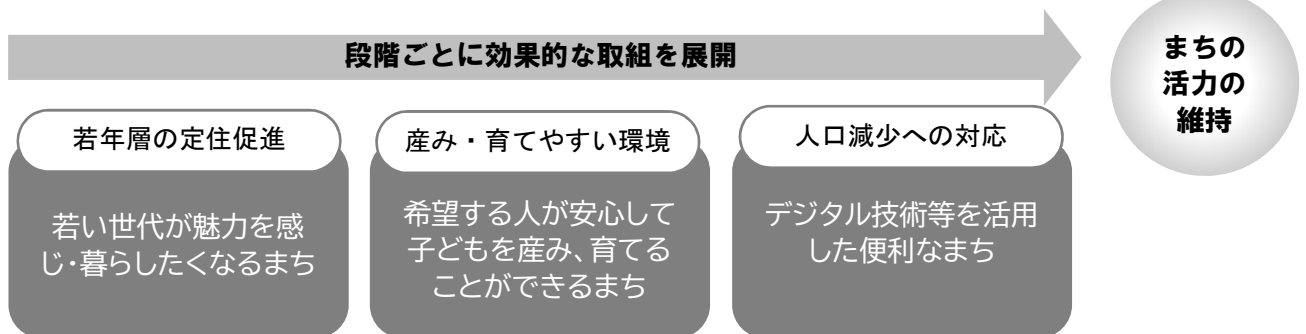 段階ごとに効果的な取組を展開
まちの
活力の
維持
若年層の定住促進
若い世代が魅力を感
じ・暮らしたくなるまち
産み・育てやすい環境
希望する人が安心して
子どもを産み、育てる
ことができるまち
人口減少への対応
デジタル技術等を活用
した便利なまち